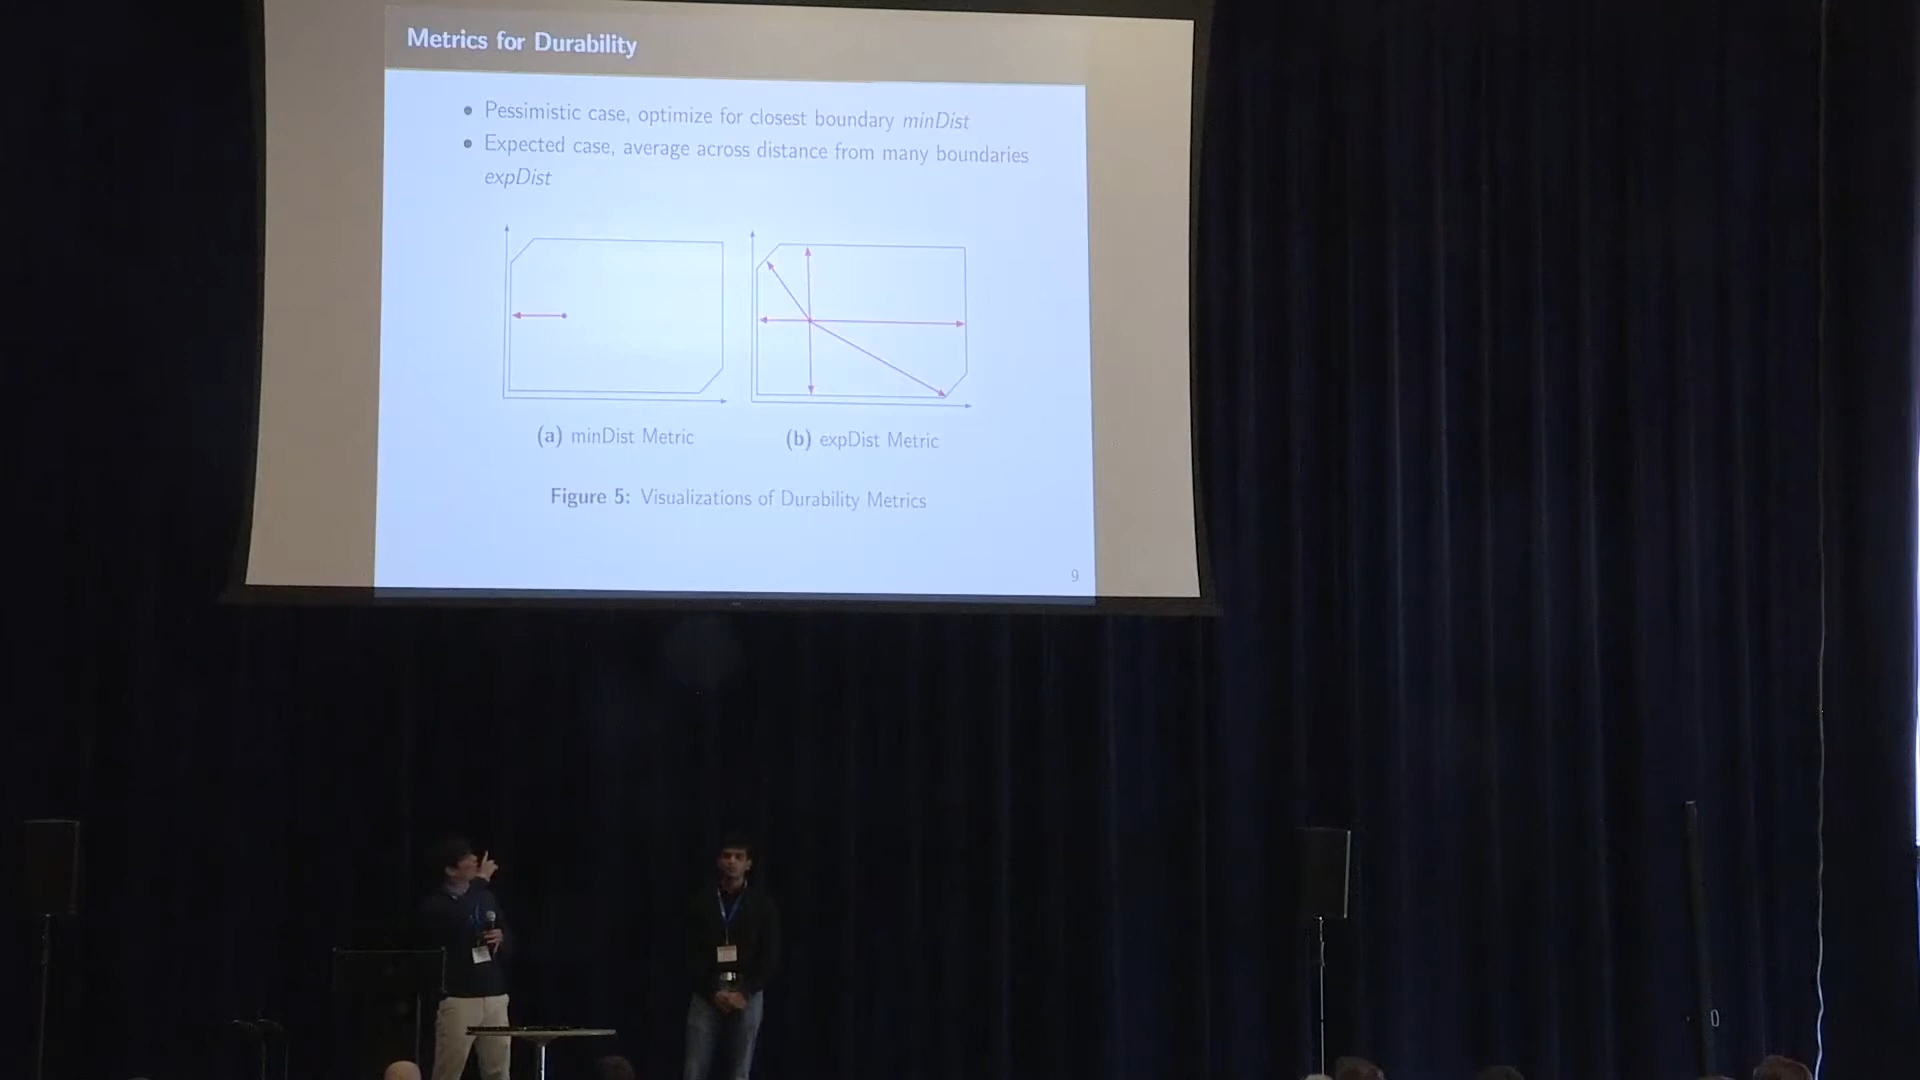 Metrics for Durability
• Pessimistic case, optimize for closest boundary minDist
• Expected case, average across distance from many boundaries
expDist
(a) minDist Metric
(b) expDist Metric
Figure 5: Visualizations of Durability Metrics
9